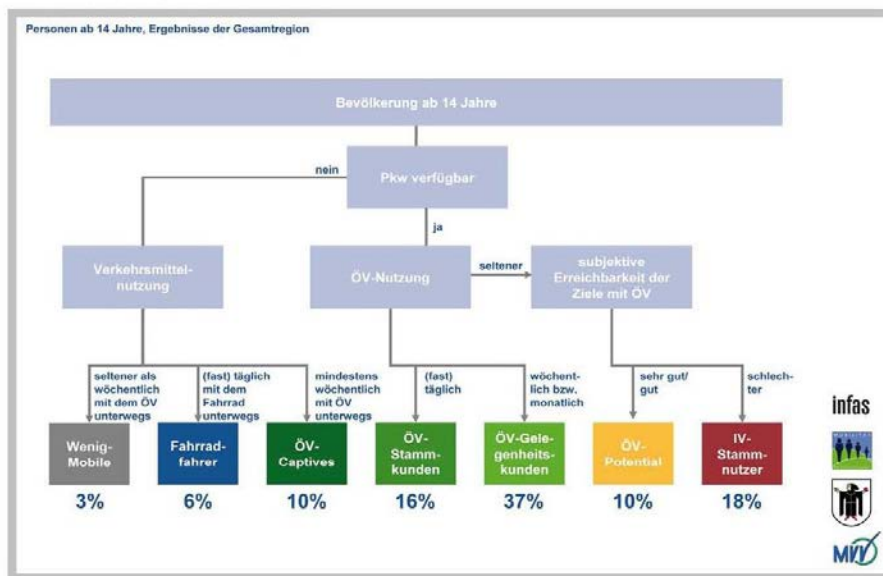 Personen ab 14 Jahre, Ergebnisse der Gesamtregion
Bevölkerung ab 14 Jahre
nein
Pkw verfügbar
ja
Verkehrsmittel-
nutzung
ÖV-Nutzung
seltener
subjektive
Erreichbarkeit der
Ziele mit ÖV
seltener als
wöchentlich
mit dem ÖV
unterwegs
(fast) täglich
mit dem
Fahrrad
unterwegs
mindestens
wöchentlich
mit ÖV
unterwegs
(fast)
täglich
wöchent-
lich bzw.
monatlich
sehr gut/
gut
schlech-
ter
Wenig-
Mobile
Fahrrad-
fahrer
ÖV-
Captives
ÖV-
Stamm-
kunden
ÖV-Gele-
genheits-
kunden
ÖV-
Potential
IV-
Stamm-
nutzer
3%
6%
10%
16%
37%
10%
18%
infas
MVV